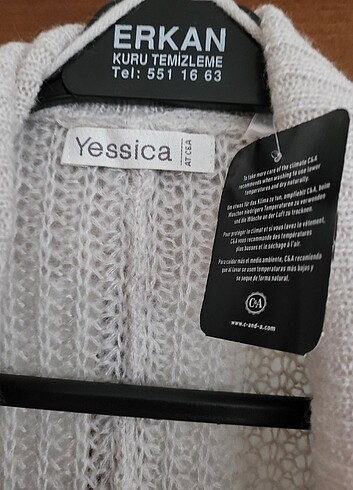 ERKAN
KURU TEMİZLEME
Tel: 551 16 63
Yessica
AT C&A
To take more care of the climate C&A
recommends when washing to use lower
temperatures and dry naturally.
Um etwas für das Klima zu tun, empfiehlt C&A, beim
Waschen niedrigere Temperaturen zu verwenden
und die Wäsche an der Luft zu trocknen.
Pour protéger le climat si vous lavez le vêtement,
C&A vous recommande des températures
plus basses et le séchage à l'air.
Para cuidar más el medio ambiente, C&A recomienda
que al lavar se usen temperaturas más bajas y
se seque de forma natural.
C&A
www.c-and-a.com